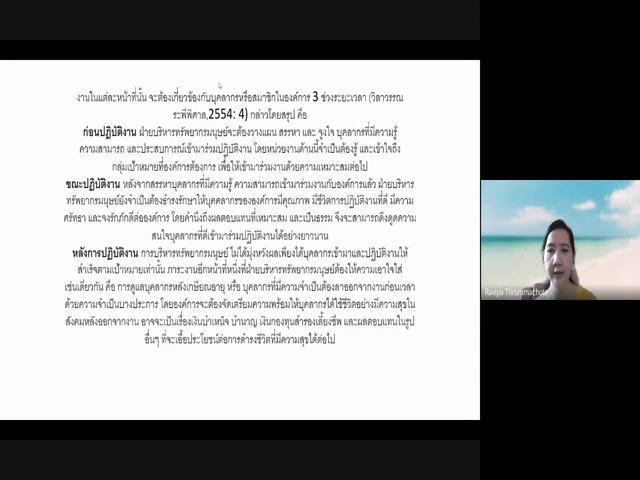 งานในแต่ละหน้าที่นั้น จะต้องเกี่ยวข้องกับบุคลากรหรือสมาชิกในองค์การ 3 ช่วงระยะเวลา (วิลาวรรณ
ระพีพิศาล,2554: 4) กล่าวโดยสรุป คือ
ก่อนปฏิบัติงาน ฝ่ายบริหารทรัพยากรมนุษย์จะต้องวางแผน สรรหา และ จูงใจ บุคลากรที่มีความรู้
ความสามารถ และประสบการณ์เข้ามาร่วมปฏิบัติงาน โดยหน่วยงานด้านนี้จำเป็นต้องรู้ และเข้าใจถึง
กลุ่มเป้าหมายที่องค์การต้องการ เพื่อให้เข้ามาร่วมงานด้วยความเหมาะสมต่อไป
ขณะปฏิบัติงาน หลังจากสรรหาบุคลากรที่มีความรู้ ความสามารถเข้ามาร่วมงานกับองค์การแล้ว ฝ่ายบริหาร
ทรัพยากรมนุษย์ยังจำเป็นต้องธำรงรักษาให้บุคลากรขององค์การมีคุณภาพ มีชีวิตการปฏิบัติงานที่ดี มีความ
ศรัทธา และจงรักภักดีต่อองค์การ โดยคำนึงถึงผลตอบแทนที่เหมาะสม และเป็นธรรม จึงจะสามารถดึงดูดความ
สนใจบุคลากรที่ดีเข้ามาร่วมปฏิบัติงานได้อย่างยาวนาน
หลังการปฏิบัติงาน การบริหารทรัพยากรมนุษย์ ไม่ได้มุ่งหวังผลเพียงได้บุคลากรเข้ามาและปฏิบัติงานให้
สำเร็จตามเป้าหมายเท่านั้น ภาระงานอีกหน้าที่หนึ่งที่ฝ่ายบริหารทรัพยากรมนุษย์ต้องให้ความเอาใจใส่
เช่นเดียวกัน คือ การดูแลบุคลากรหลังเกษียณอายุ หรือ บุคลากรที่มีความจำเป็นต้องลาออกจากงานก่อนเวลา
ด้วยความจำเป็นบางประการ โดยองค์การจะต้องจัดเตรียมความพร้อมให้บุคลากรได้ใช้ชีวิตอย่างมีความสุขใน
สังคมหลังออกจากงาน อาจจะเป็นเรื่องเงินบำเหน็จ บำนาญ เงินกองทุนสำรองเลี้ยงชีพ และผลตอบแทนในรูป
อื่นๆ ที่จะเอื้อประโยชน์ต่อการดำรงชีวิตที่มีความสุขได้ต่อไป
Ravipa Thrummachote